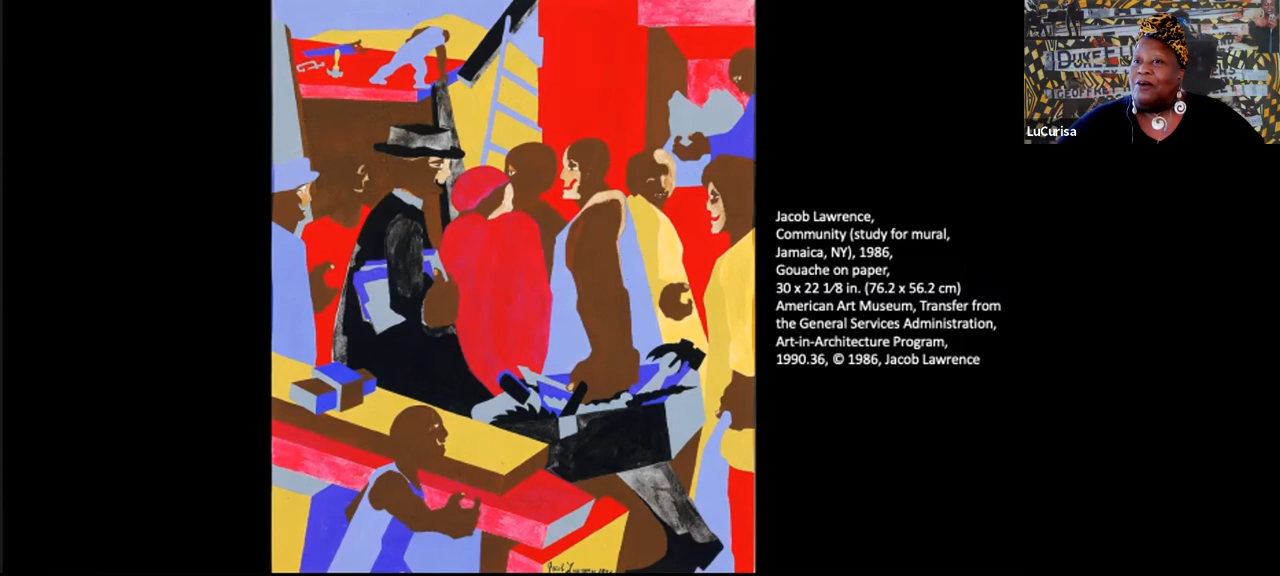 Jacob Lawrence,
Community (study for mural,
Jamaica, NY), 1986,
Gouache on paper,
30 x 22 1⁄8 in. (76.2 x 56.2 cm)
American Art Museum, Transfer from
the General Services Administration,
Art-in-Architecture Program,
1990.36, © 1986, Jacob Lawrence
LuCurisa